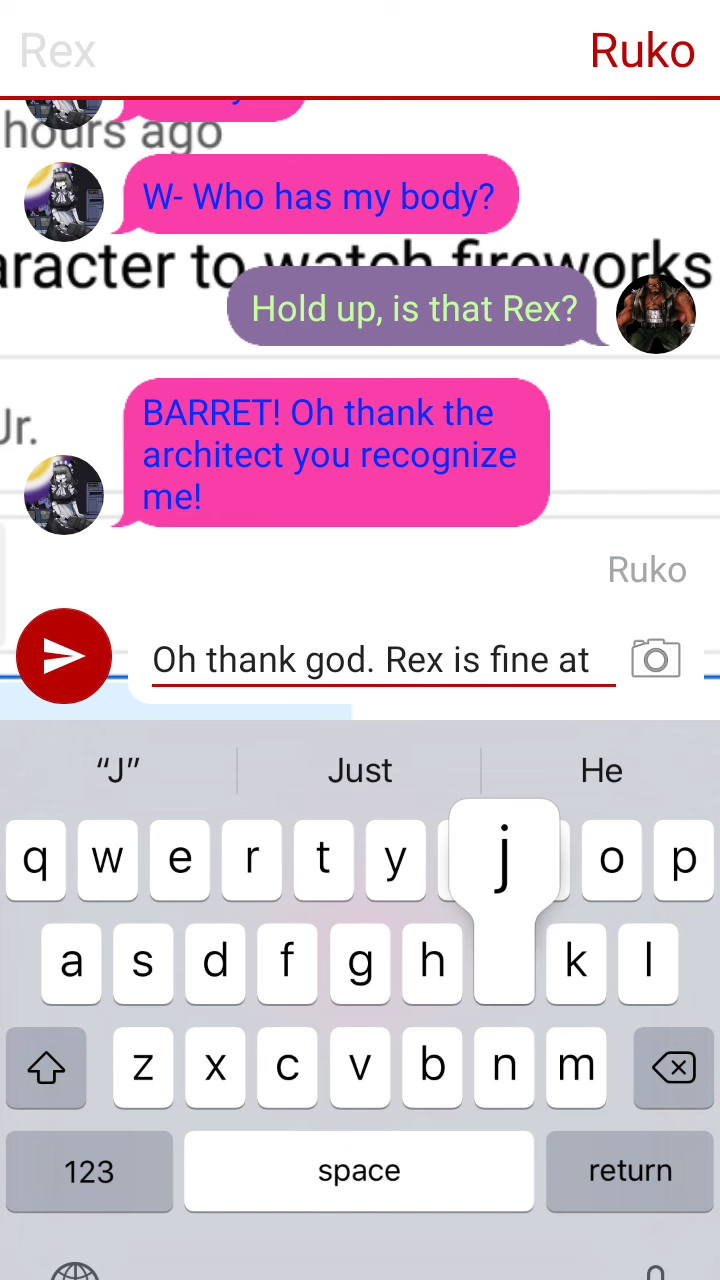 Rex
Ruko
hours ago
W- Who has my body?
aracter to watch fireworks
Hold up, is that Rex?
Jr.
BARRET! Oh thank the
architect you recognize
me!
Ruko
Oh thank god. Rex is fine at
“J” Just He
q w e r t y j o p
a s d f g h k l
z x c v b n m
123 space return